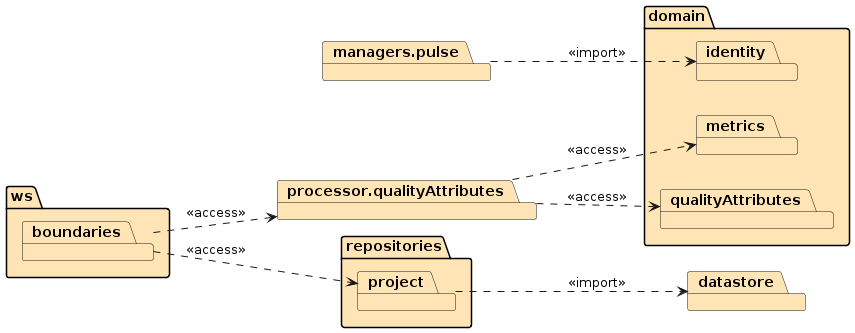 domain
managers.pulse
«import»
identity
metrics
«access»
ws
processor.qualityAttributes
«access»
qualityAttributes
boundaries
«access»
«access»
repositories
project
«import»
datastore